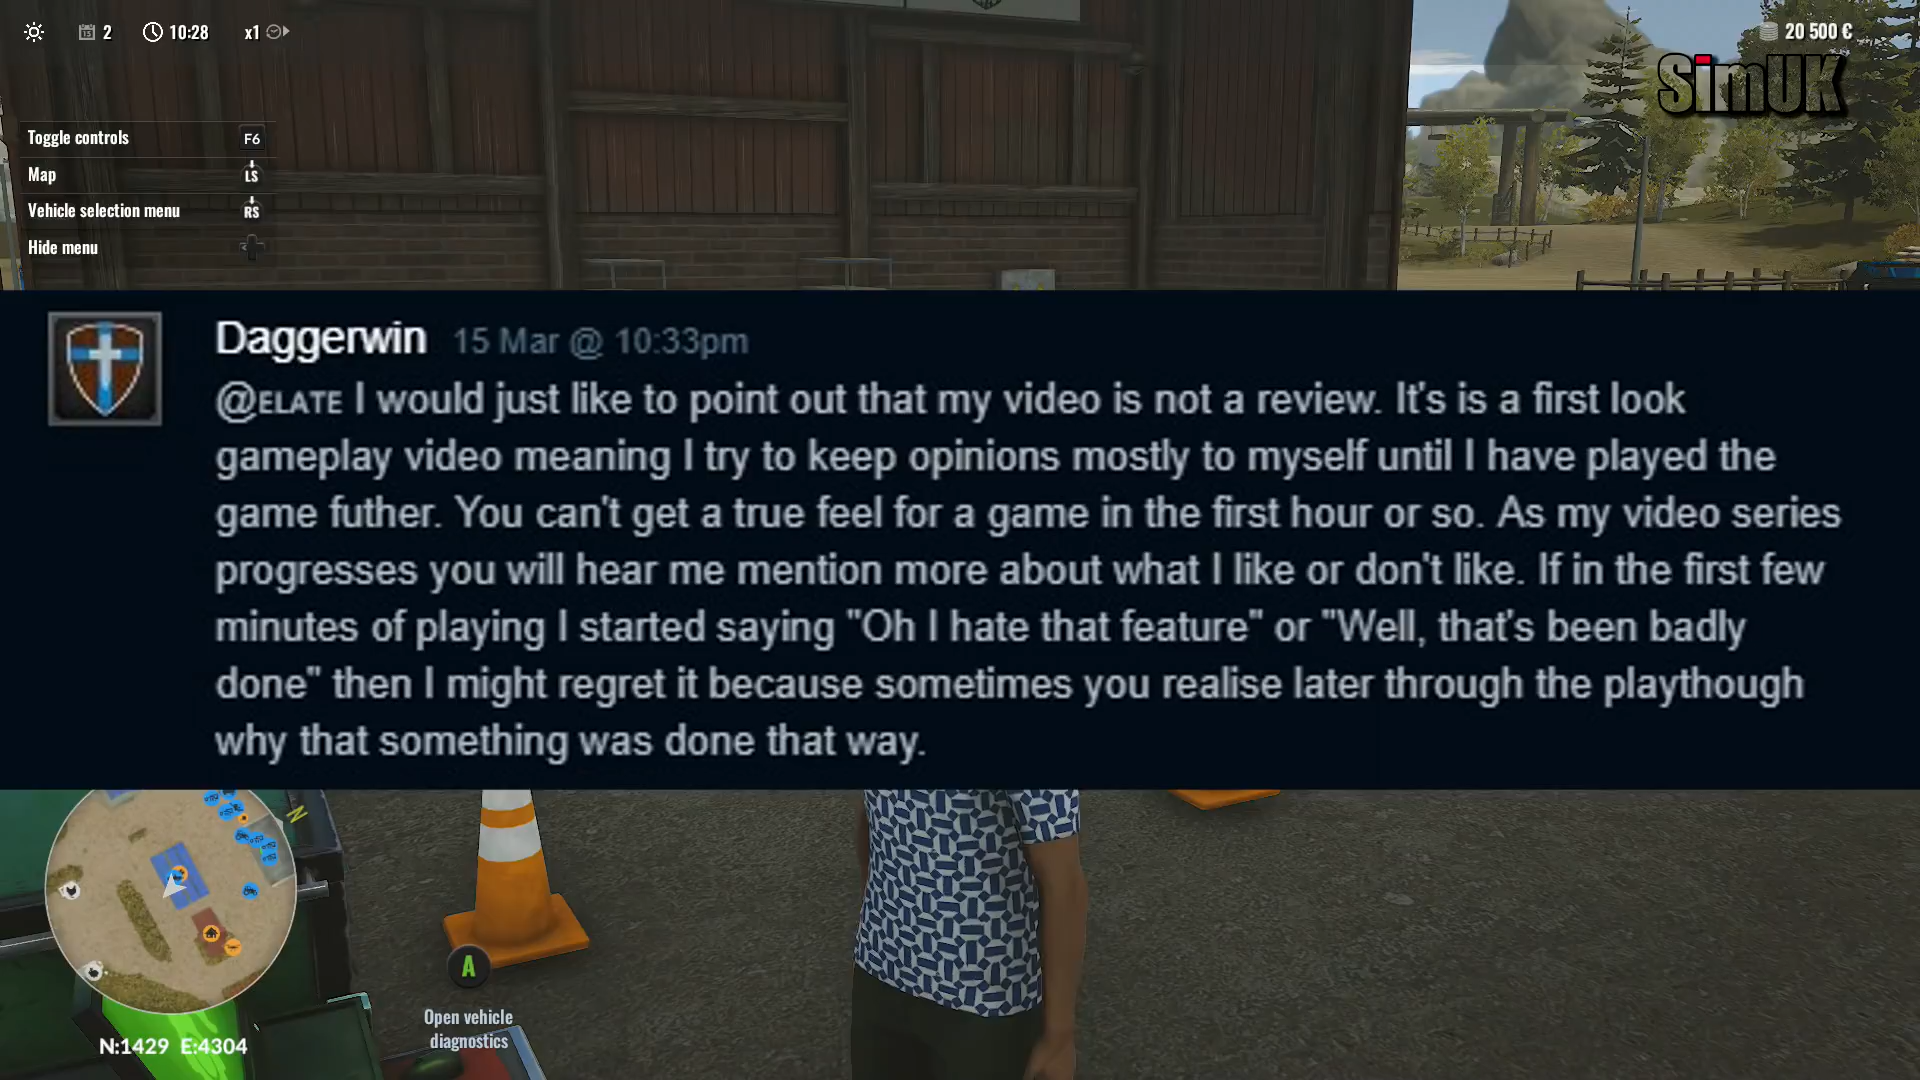 2 10:28 x1
20 500 €
SimUK
Toggle controls F6
Map LS
Vehicle selection menu RS
Hide menu
Daggerwin 15 Mar @ 10:33pm
@ELATE I would just like to point out that my video is not a review. It's is a first look
gameplay video meaning I try to keep opinions mostly to myself until I have played the
game futher. You can't get a true feel for a game in the first hour or so. As my video series
progresses you will hear me mention more about what I like or don't like. If in the first few
minutes of playing I started saying "Oh I hate that feature" or "Well, that's been badly
done" then I might regret it because sometimes you realise later through the playthough
why that something was done that way.
N
A
Open vehicle
diagnostics
N:1429 E:4304